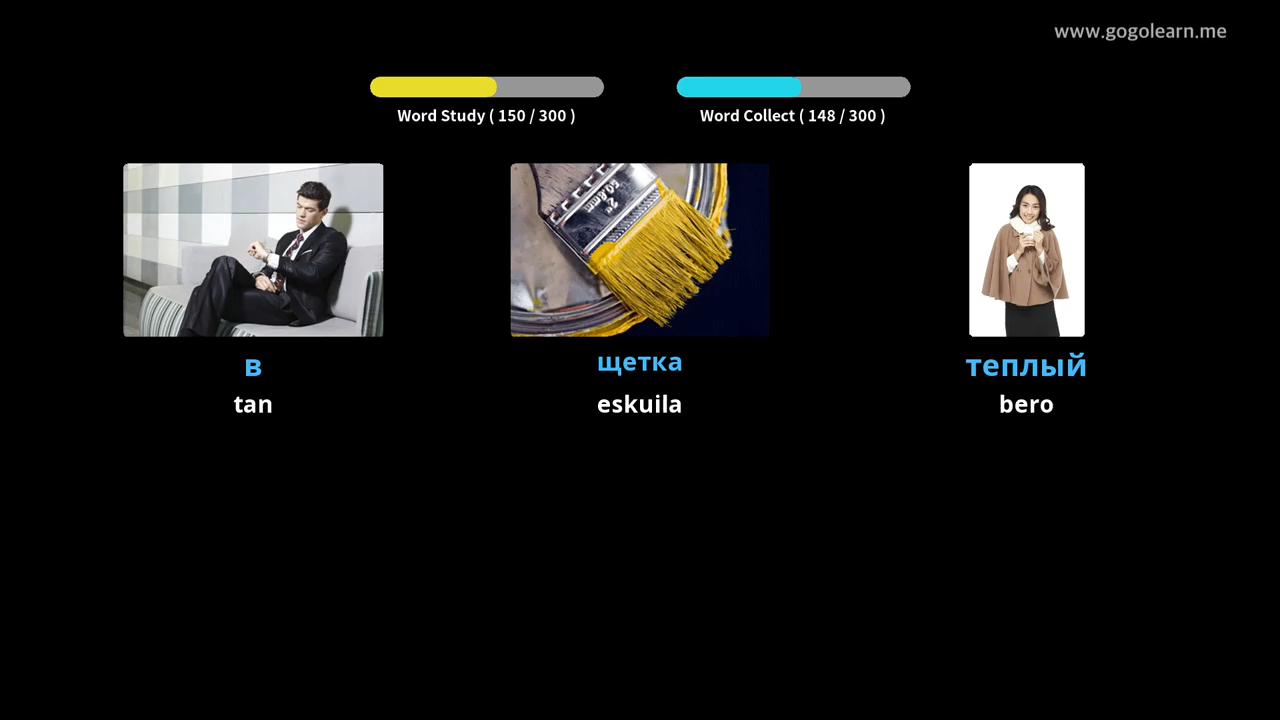 www.gogolearn.me
Word Study ( 150 / 300 )
Word Collect ( 148 / 300 )
в
щетка
теплый
tan
eskuila
bero